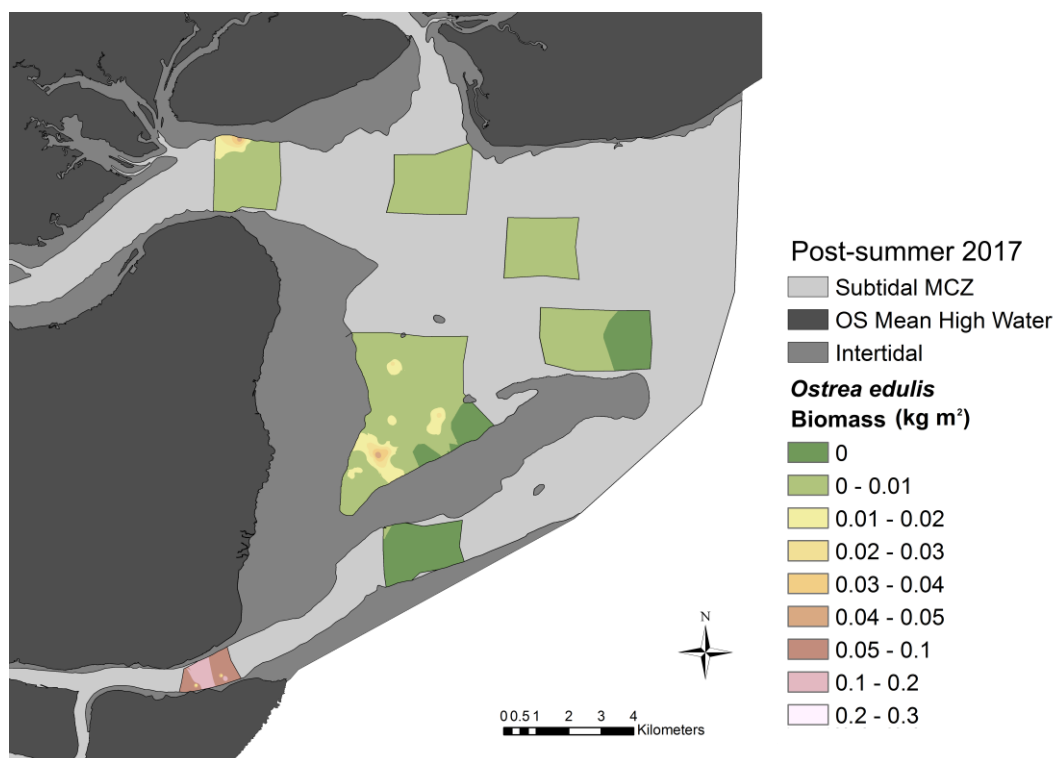 Post-summer 2017
Subtidal MCZ
OS Mean High Water
Intertidal
Ostrea edulis
Biomass (kg m²)
0
0 - 0.01
0.01 - 0.02
0.02 - 0.03
0.03 - 0.04
0.04 - 0.05
0.05 - 0.1
0.1 - 0.2
0.2 - 0.3
N
0 0.5 1 2 3 4
Kilometers